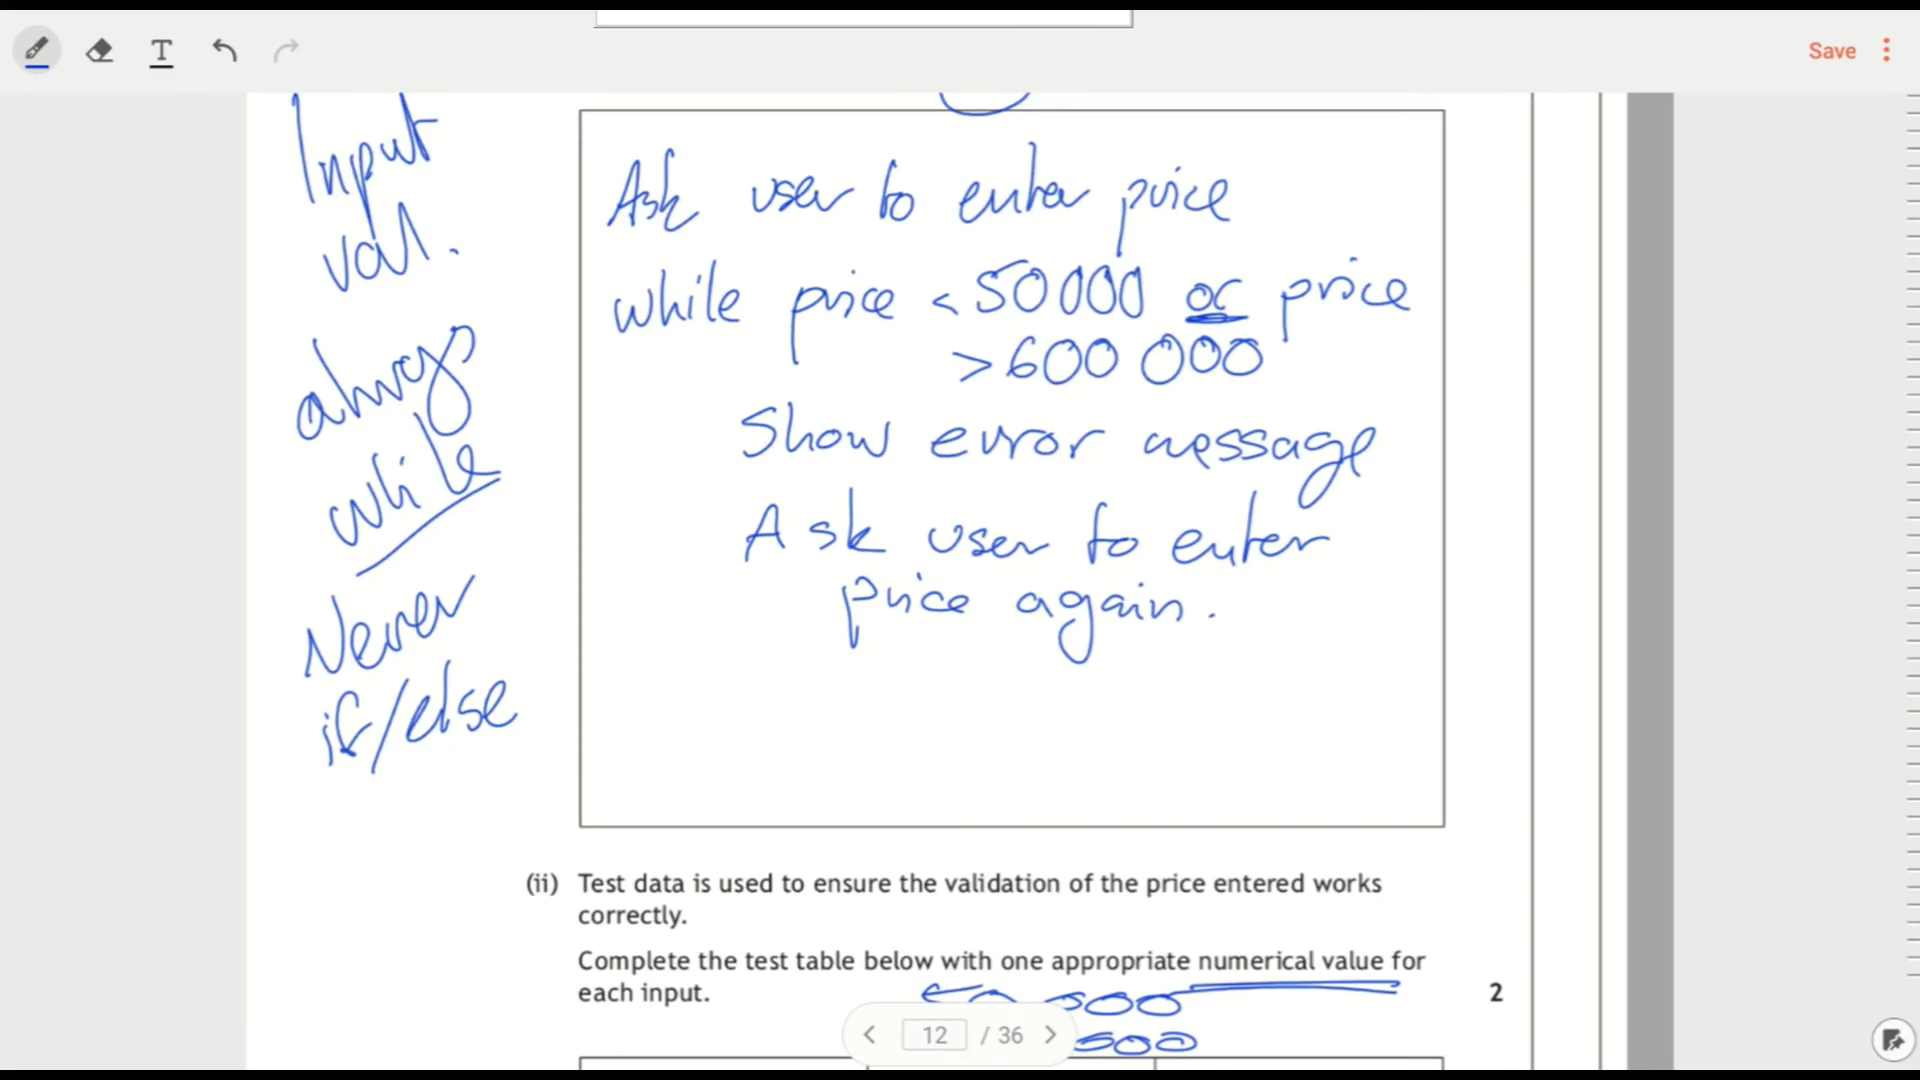 T
Save
Input
val.
always
while
Never
if/else
Ask user to enter price
while price < 50000 or price
> 600 000
Show error message
Ask user to enter
price again.
(ii) Test data is used to ensure the validation of the price entered works
correctly.
Complete the test table below with one appropriate numerical value for
each input.
2
12 / 36